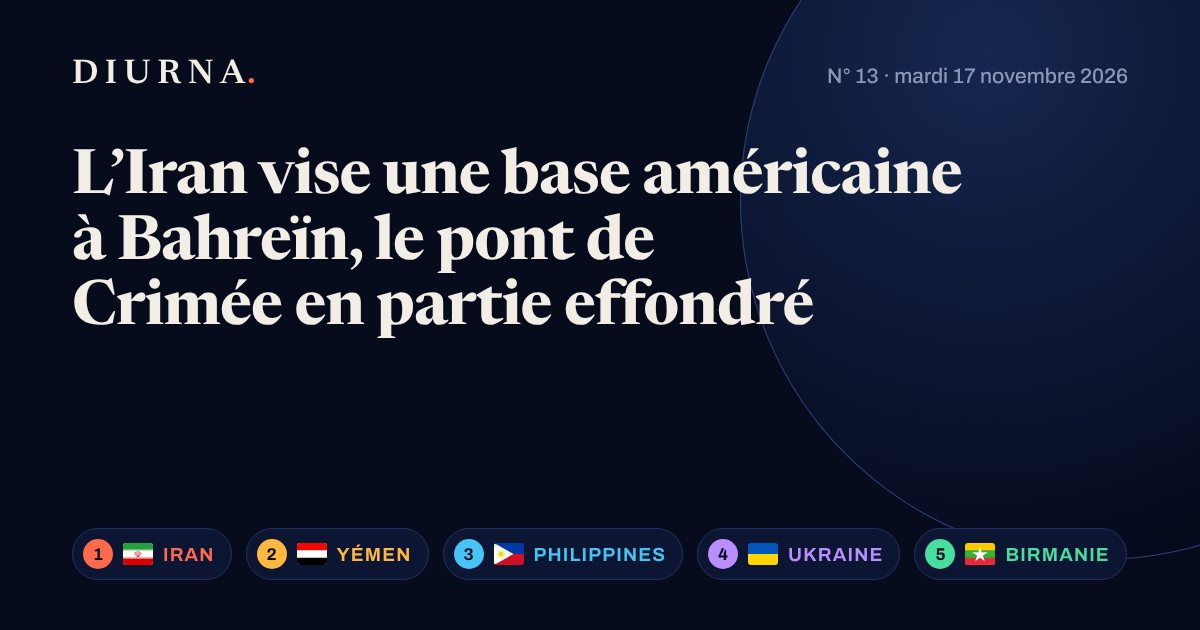 DIURNA.
N° 13 · mardi 17 novembre 2026
L’Iran vise une base américaine
à Bahreïn, le pont de
Crimée en partie effondré
1 IRAN
2 YÉMEN
3 PHILIPPINES
4 UKRAINE
5 BIRMANIE